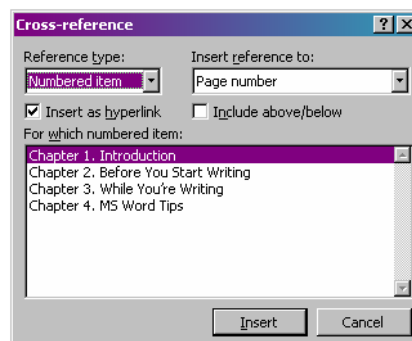 Cross-reference
Reference type: Insert reference to:
Numbered item Page number
Insert as hyperlink Include above/below
For which numbered item:
Chapter 1. Introduction
Chapter 2. Before You Start Writing
Chapter 3. While You're Writing
Chapter 4. MS Word Tips
Insert Cancel